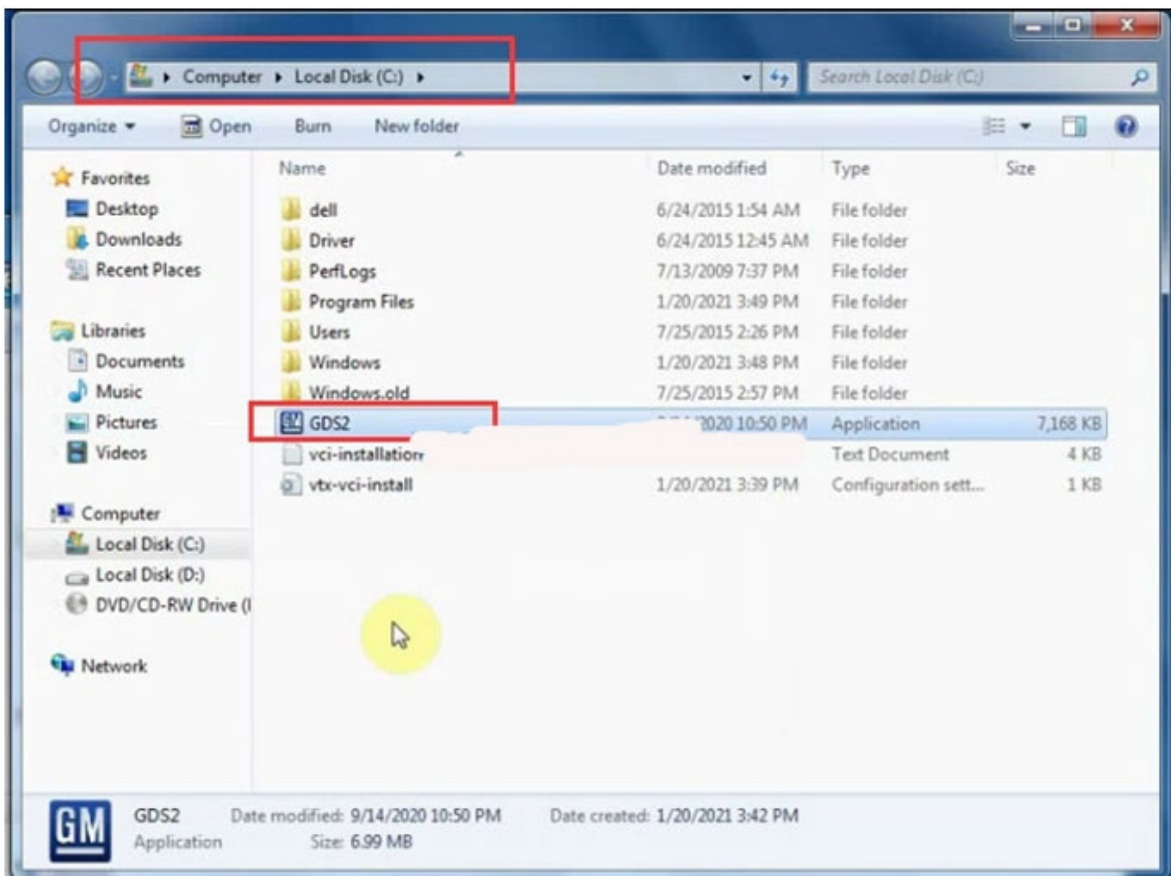 Computer ▸ Local Disk (C:) ▸
Search Local Disk (C:)
Organize Open Burn New folder
Name Date modified Type Size
Favorites
Desktop
Downloads
Recent Places
Libraries
Documents
Music
Pictures
Videos
Computer
Local Disk (C:)
Local Disk (D:)
DVD/CD-RW Drive (
Network
dell 6/24/2015 1:54 AM File folder
Driver 6/24/2015 12:45 AM File folder
PerfLogs 7/13/2009 7:37 PM File folder
Program Files 1/20/2021 3:49 PM File folder
Users 7/25/2015 2:26 PM File folder
Windows 1/20/2021 3:48 PM File folder
Windows.old 7/25/2015 2:57 PM File folder
GDS2 2020 10:50 PM Application 7,168 KB
vci-installation Text Document 4 KB
vtx-vci-install 1/20/2021 3:39 PM Configuration sett... 1 KB
GM
GDS2 Date modified: 9/14/2020 10:50 PM Date created: 1/20/2021 3:42 PM
Application Size: 6.99 MB